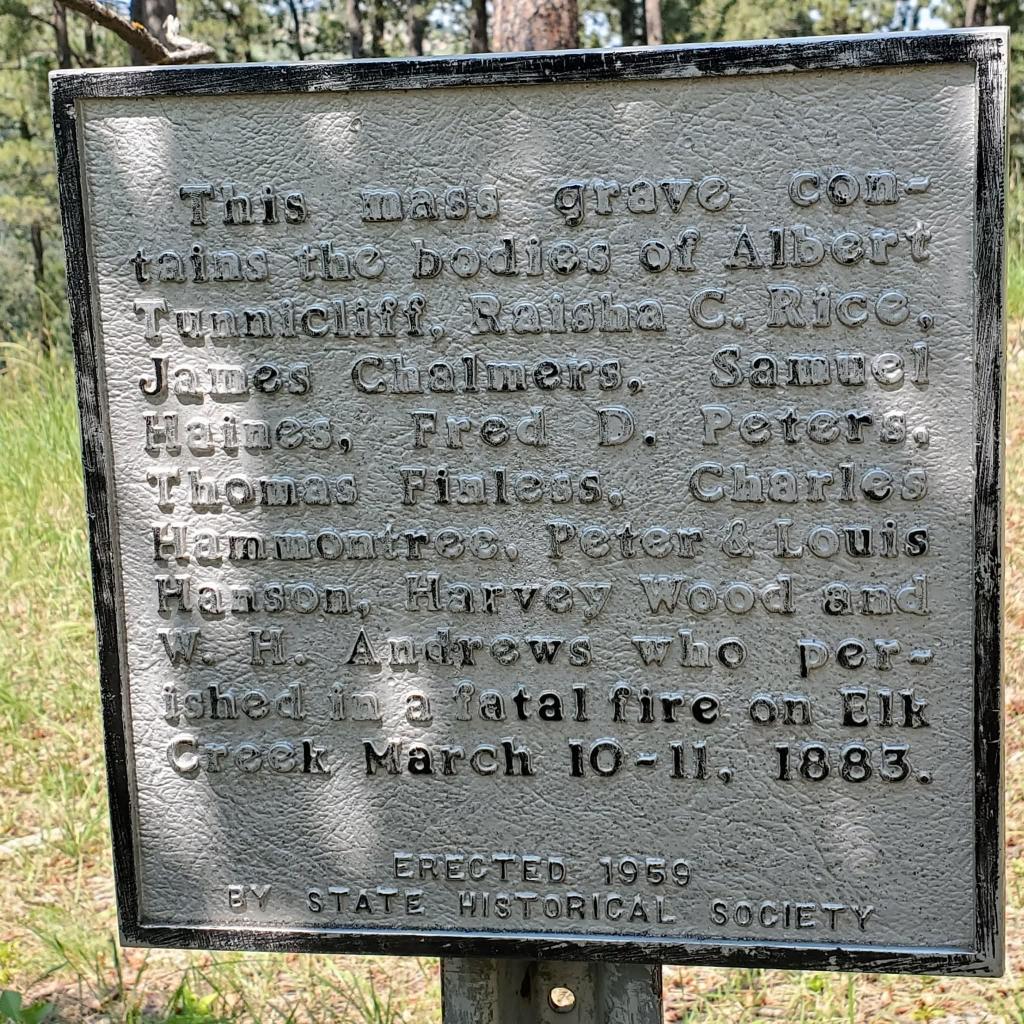 This mass grave con-
tains the bodies of Albert
Tunnicliff, Raisha C. Rice,
James Chalmers, Samuel
Haines, Fred D. Peters,
Thomas Finless, Charles
Hammontree, Peter & Louis
Hanson, Harvey Wood and
W. H. Andrews who per-
ished in a fatal fire on Elk
Creek March 10-11, 1883.
ERECTED 1959
BY STATE HISTORICAL SOCIETY